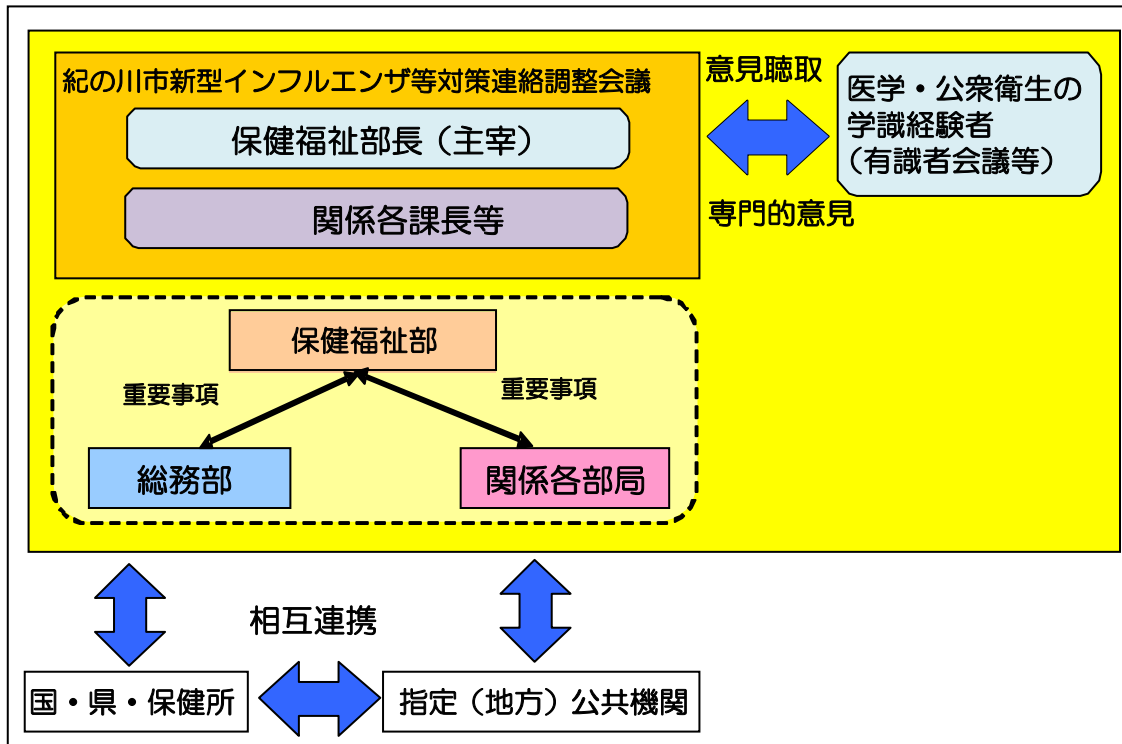 紀の川市新型インフルエンザ等対策連絡調整会議
保健福祉部長（主宰）
関係各課長等
意見聴取
専門的意見
医学・公衆衛生の
学識経験者
（有識者会議等）
保健福祉部
重要事項
重要事項
総務部
関係各部局
相互連携
国・県・保健所
指定（地方）公共機関